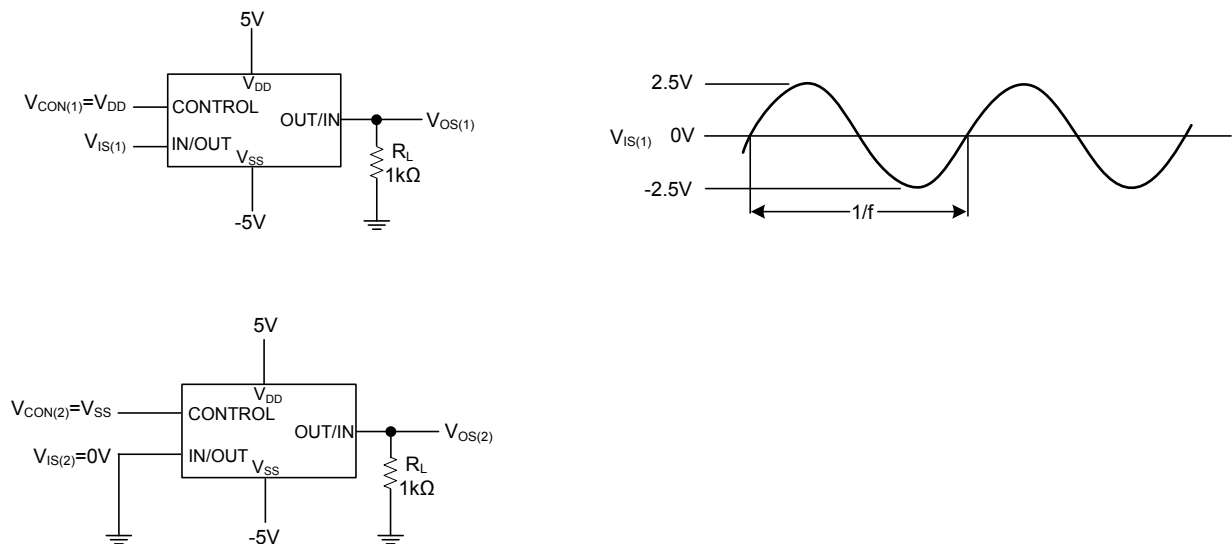 5V
V_DD
V_CON(1)=V_DD
CONTROL
OUT/IN
V_OS(1)
V_IS(1)
IN/OUT
V_SS
R_L
1kΩ
-5V
2.5V
V_IS(1) 0V
-2.5V
1/f
5V
V_DD
V_CON(2)=V_SS
CONTROL
OUT/IN
V_OS(2)
V_IS(2)=0V
IN/OUT
V_SS
R_L
1kΩ
-5V